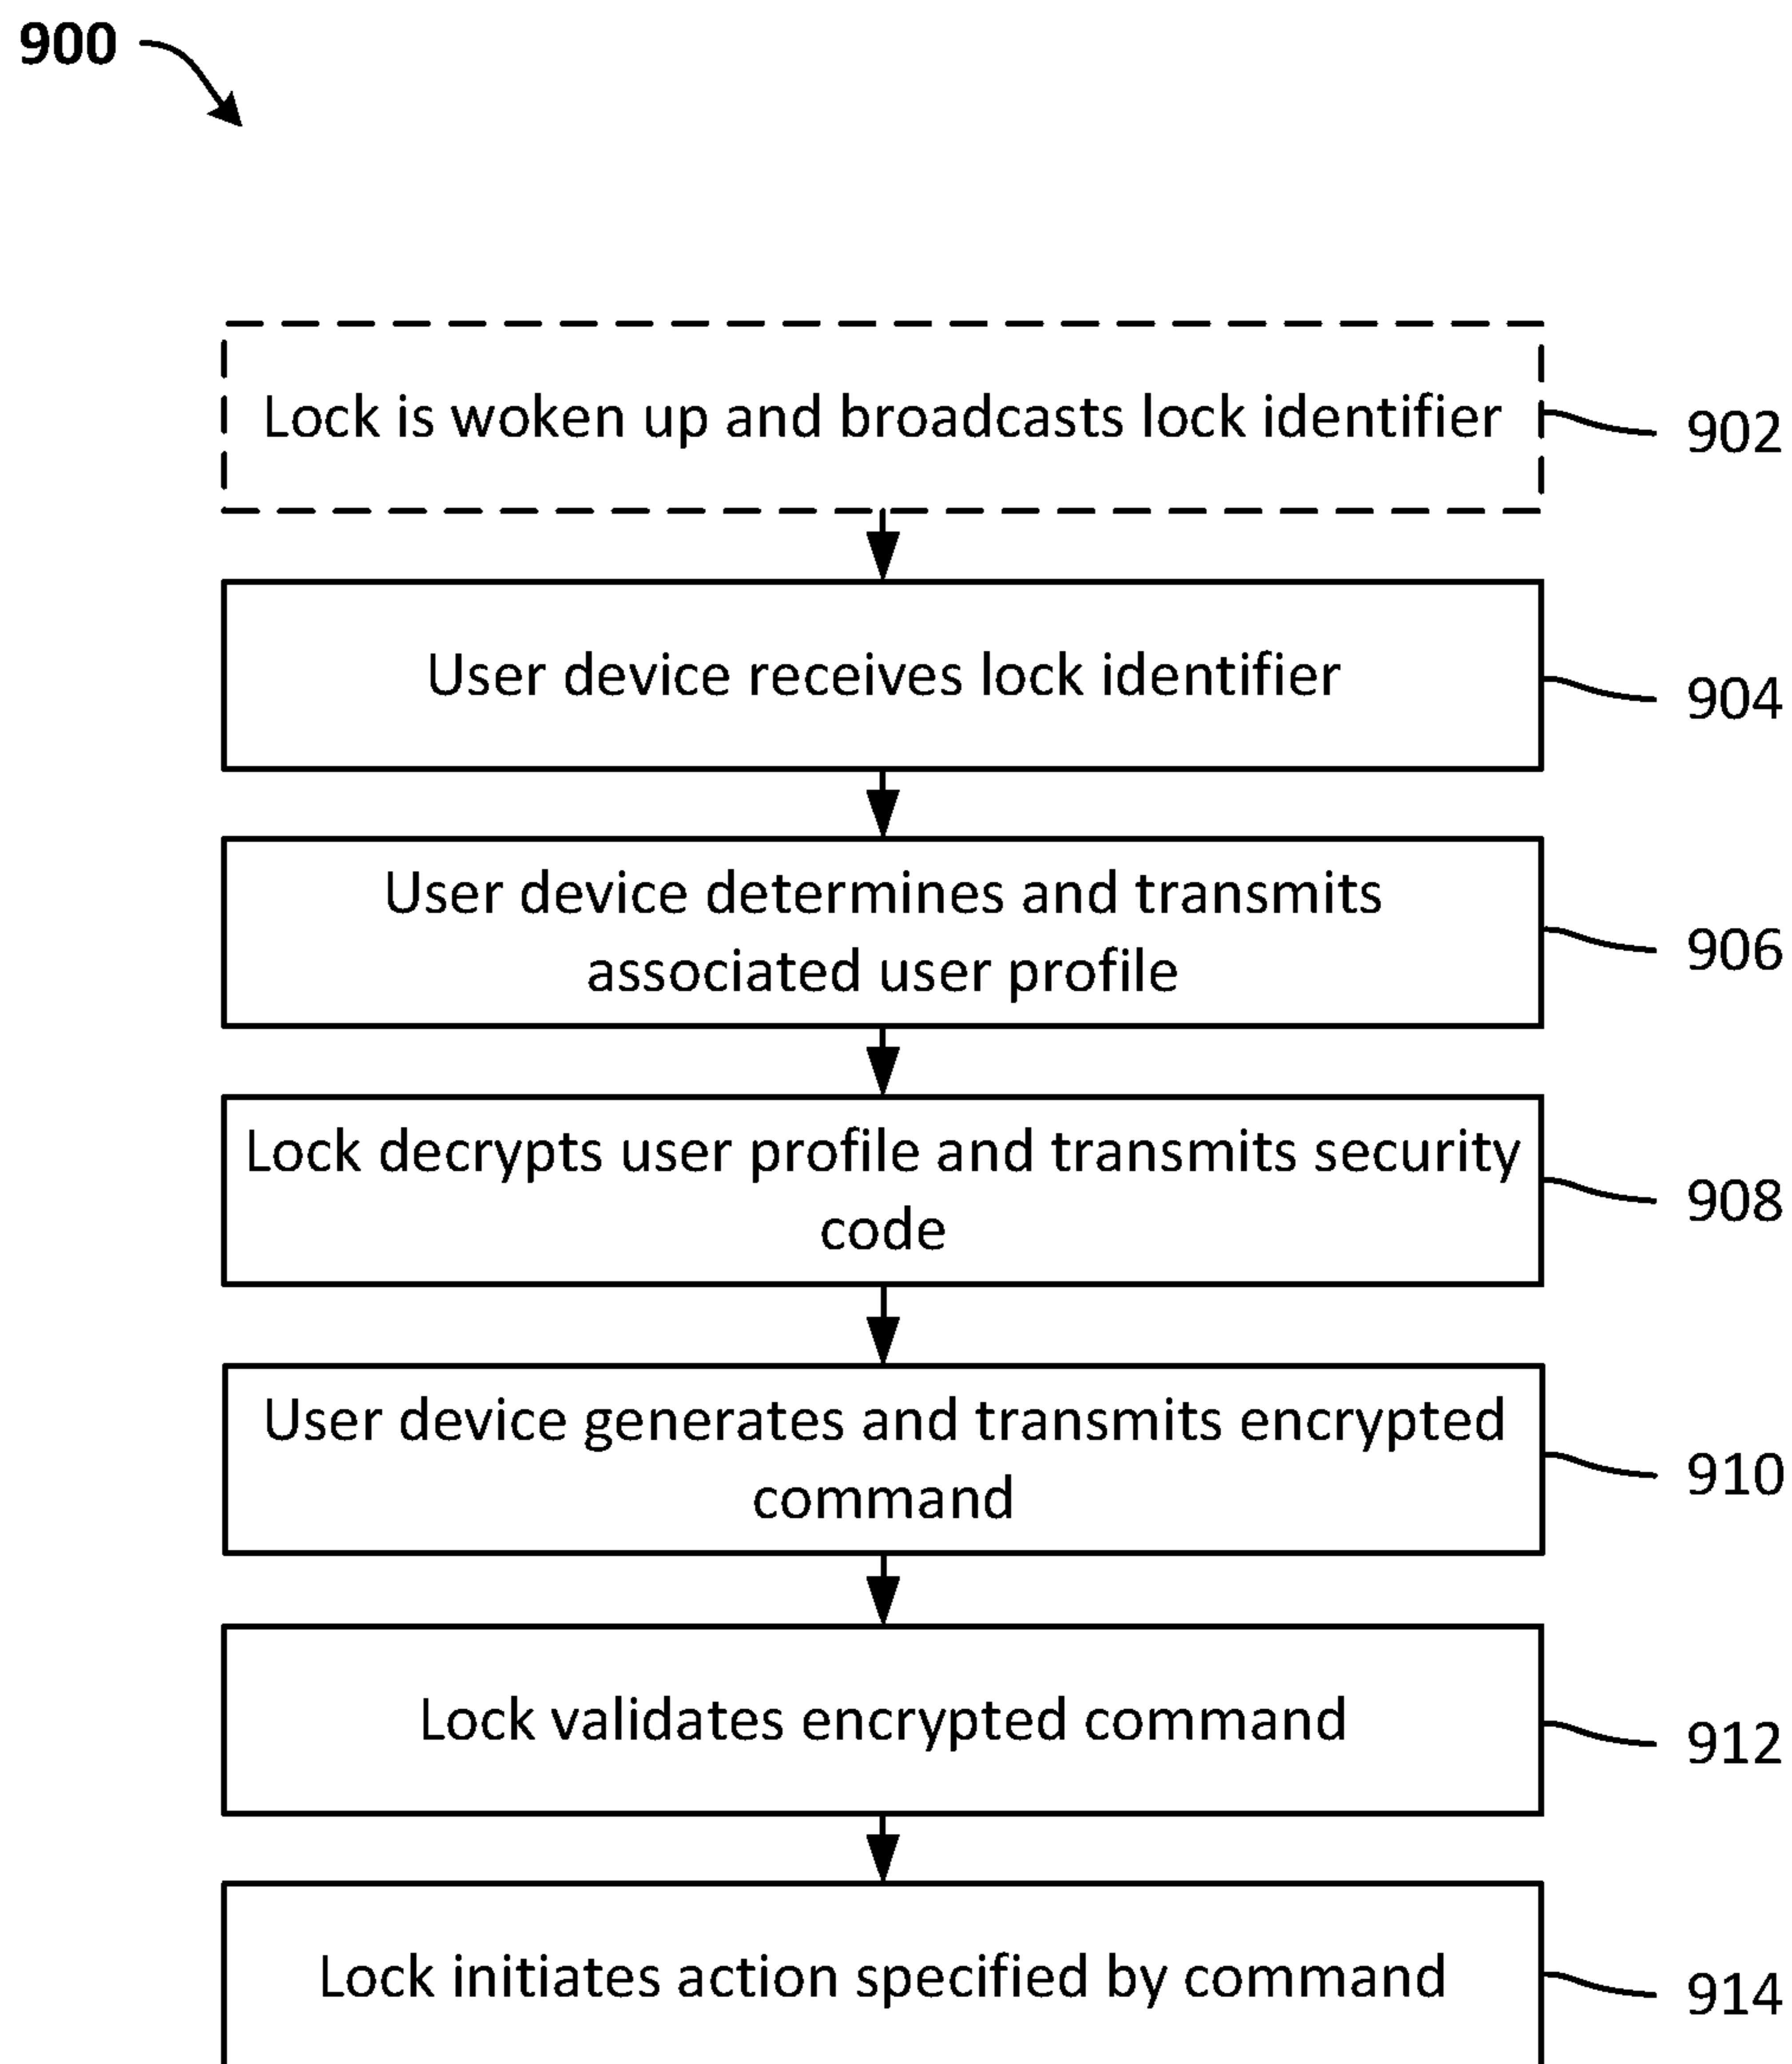 900
Lock is woken up and broadcasts lock identifier
902
User device receives lock identifier
904
User device determines and transmits
associated user profile
906
Lock decrypts user profile and transmits security
code
908
User device generates and transmits encrypted
command
910
Lock validates encrypted command
912
Lock initiates action specified by command
914